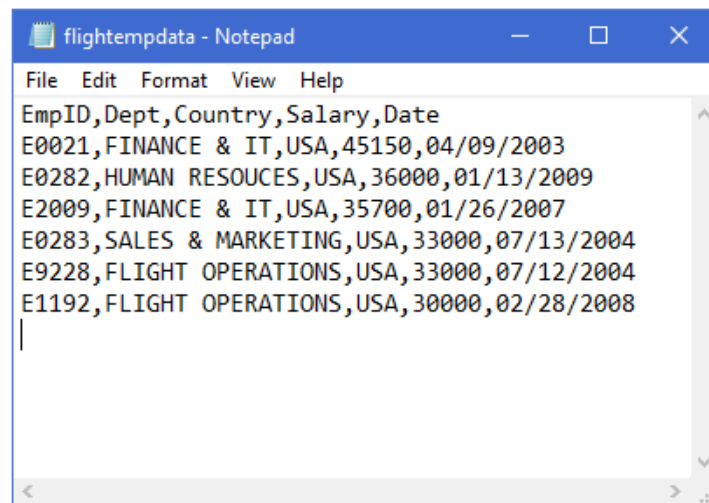 flightempdata - Notepad
File Edit Format View Help
EmpID,Dept,Country,Salary,Date
E0021,FINANCE & IT,USA,45150,04/09/2003
E0282,HUMAN RESOUCES,USA,36000,01/13/2009
E2009,FINANCE & IT,USA,35700,01/26/2007
E0283,SALES & MARKETING,USA,33000,07/13/2004
E9228,FLIGHT OPERATIONS,USA,33000,07/12/2004
E1192,FLIGHT OPERATIONS,USA,30000,02/28/2008